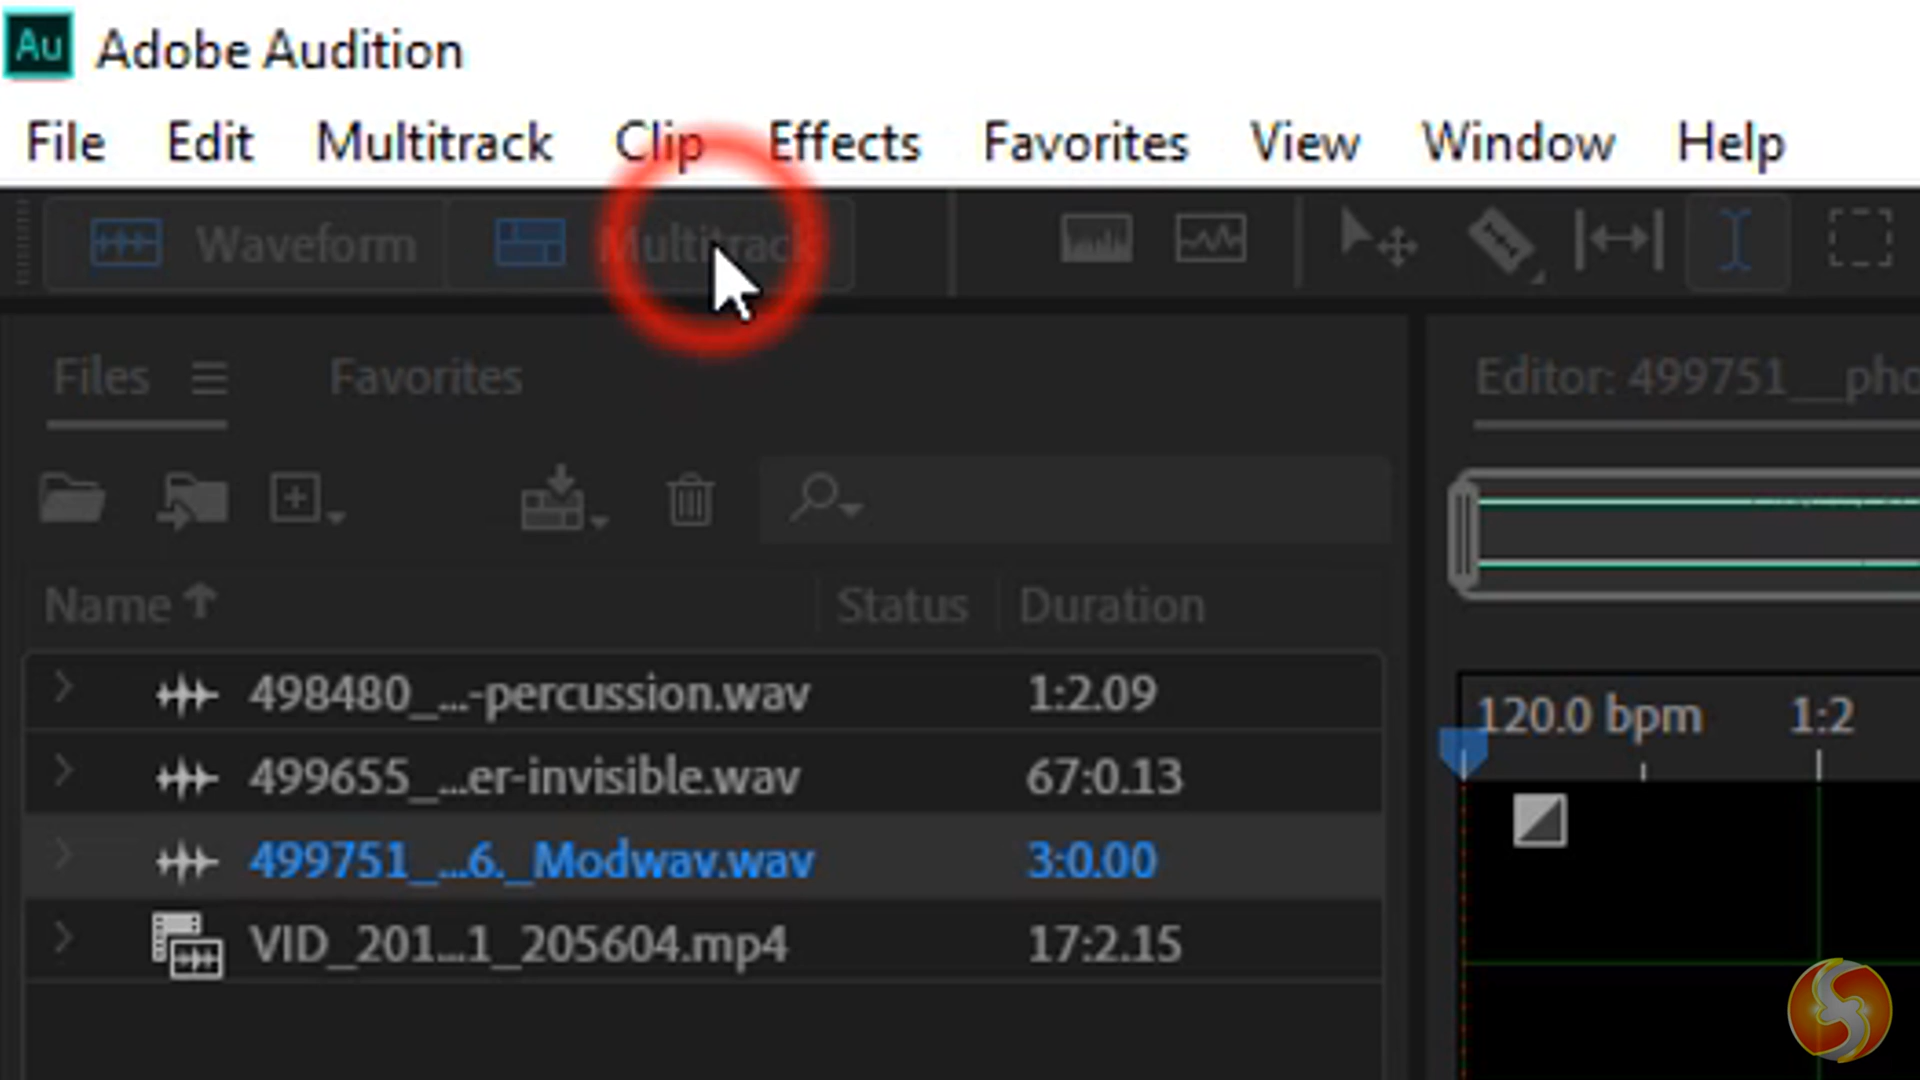 Au Adobe Audition
File Edit Multitrack Clip Effects Favorites View Window Help
Waveform Multitrack
Files Favorites Editor: 499751__pho
Name Status Duration
498480_...-percussion.wav 1:2.09
499655_...er-invisible.wav 67:0.13
499751_...6._Modwav.wav 3:0.00
VID_201...1_205604.mp4 17:2.15
120.0 bpm 1:2